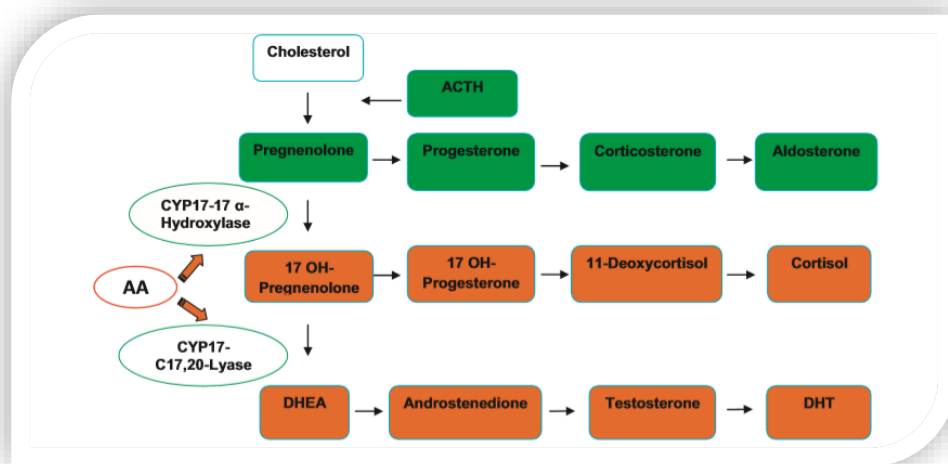 Cholesterol
ACTH
Pregnenolone
Progesterone
Corticosterone
Aldosterone
CYP17-17 α-
Hydroxylase
17 OH-
Pregnenolone
17 OH-
Progesterone
11-Deoxycortisol
Cortisol
AA
CYP17-
C17,20-Lyase
DHEA
Androstenedione
Testosterone
DHT